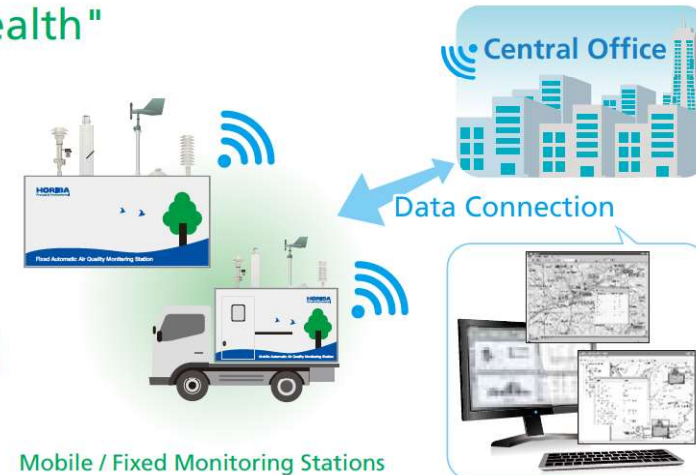 ealth"
Central Office
HORIBA
Fixed Automatic Air Quality Monitoring Station
Data Connection
HORIBA
Mobile Automatic Air Quality Monitoring Station
Mobile / Fixed Monitoring Stations